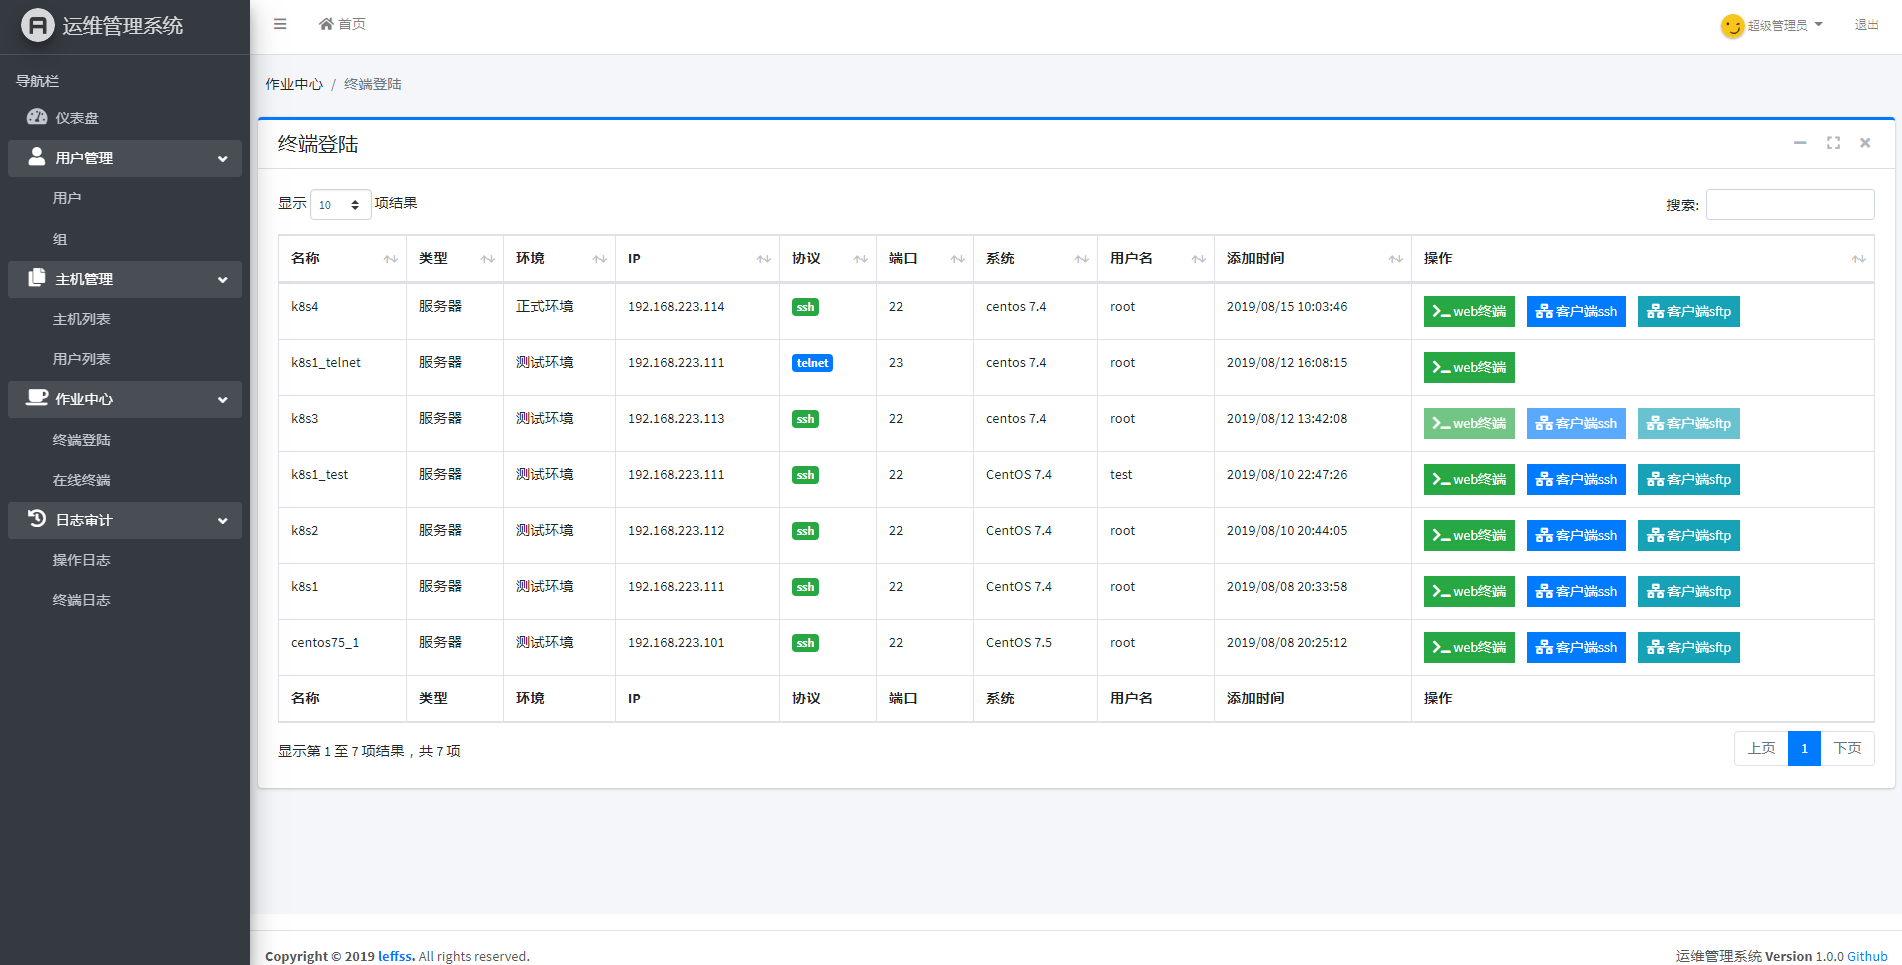 运维管理系统
首页
超级管理员
退出
导航栏
仪表盘
用户管理
用户
组
主机管理
主机列表
用户列表
作业中心
终端登陆
在线终端
日志审计
操作日志
终端日志
作业中心 / 终端登陆
终端登陆
显示 10 项结果
搜索:
名称 类型 环境 IP 协议 端口 系统 用户名 添加时间 操作
k8s4 服务器 正式环境 192.168.223.114 ssh 22 centos 7.4 root 2019/08/15 10:03:46 web终端 客户端ssh 客户端sftp
k8s1_telnet 服务器 测试环境 192.168.223.111 telnet 23 centos 7.4 root 2019/08/12 16:08:15 web终端
k8s3 服务器 测试环境 192.168.223.113 ssh 22 centos 7.4 root 2019/08/12 13:42:08 web终端 客户端ssh 客户端sftp
k8s1_test 服务器 测试环境 192.168.223.111 ssh 22 CentOS 7.4 test 2019/08/10 22:47:26 web终端 客户端ssh 客户端sftp
k8s2 服务器 测试环境 192.168.223.112 ssh 22 CentOS 7.4 root 2019/08/10 20:44:05 web终端 客户端ssh 客户端sftp
k8s1 服务器 测试环境 192.168.223.111 ssh 22 CentOS 7.4 root 2019/08/08 20:33:58 web终端 客户端ssh 客户端sftp
centos75_1 服务器 测试环境 192.168.223.101 ssh 22 CentOS 7.5 root 2019/08/08 20:25:12 web终端 客户端ssh 客户端sftp
名称 类型 环境 IP 协议 端口 系统 用户名 添加时间 操作
显示第 1 至 7 项结果，共 7 项
上页 1 下页
Copyright © 2019 leffss. All rights reserved.
运维管理系统 Version 1.0.0 Github